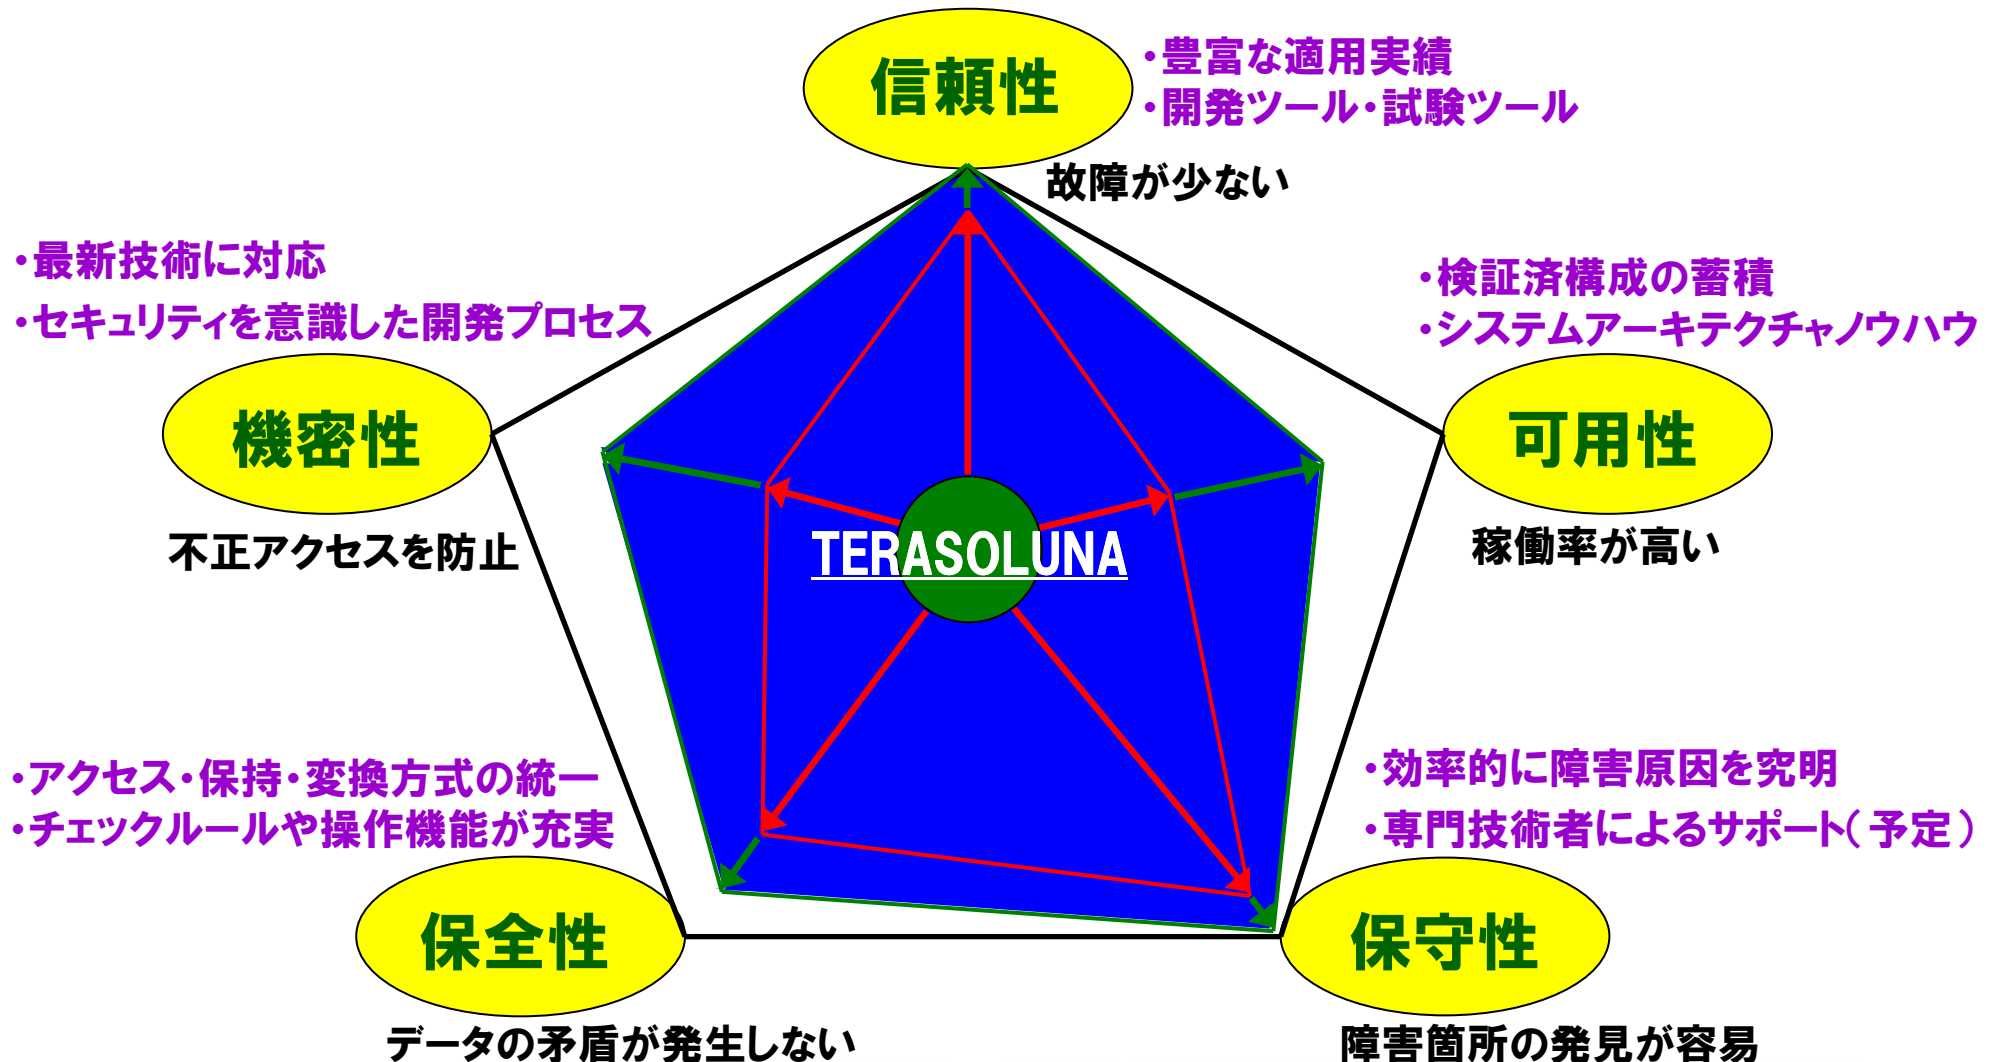 信頼性
・豊富な適用実績
・開発ツール・試験ツール
故障が少ない
・最新技術に対応
・セキュリティを意識した開発プロセス
機密性
不正アクセスを防止
・検証済構成の蓄積
・システムアーキテクチャノウハウ
可用性
稼働率が高い
TERASOLUNA
・アクセス・保持・変換方式の統一
・チェックルールや操作機能が充実
保全性
データの矛盾が発生しない
・効率的に障害原因を究明
・専門技術者によるサポート(予定)
保守性
障害箇所の発見が容易